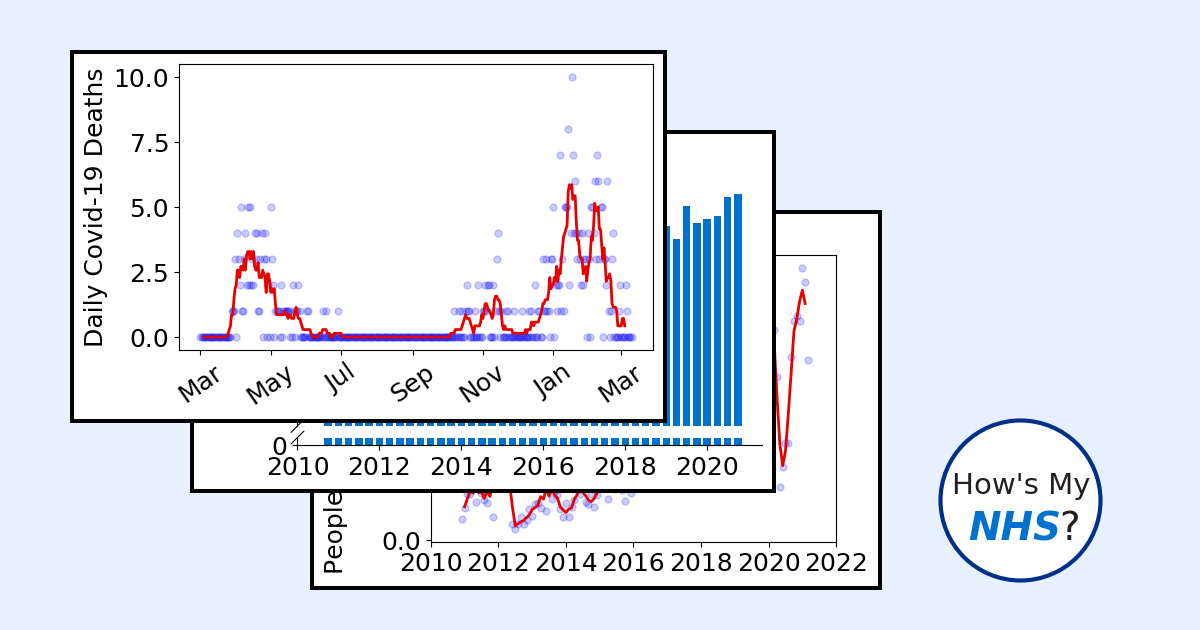 Daily Covid-19 Deaths
10.0
7.5
5.0
2.5
0.0
Mar May Jul Sep Nov Jan Mar
0
2010 2012 2014 2016 2018 2020
People
0.0
2010 2012 2014 2016 2018 2020 2022
How's My
NHS?